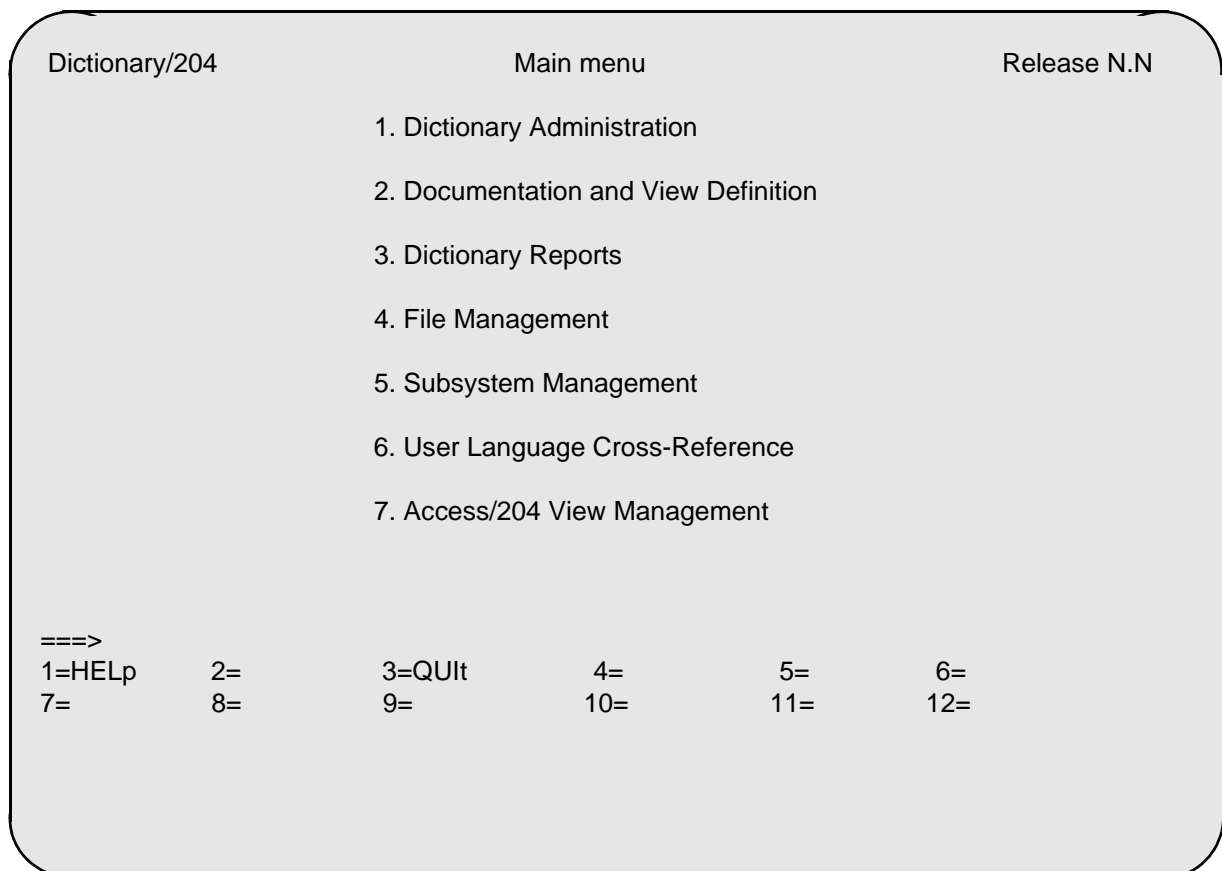 Dictionary/204 Main menu Release N.N
1. Dictionary Administration
2. Documentation and View Definition
3. Dictionary Reports
4. File Management
5. Subsystem Management
6. User Language Cross-Reference
7. Access/204 View Management
===>
1=HELp 2= 3=QUIt 4= 5= 6=
7= 8= 9= 10= 11= 12=